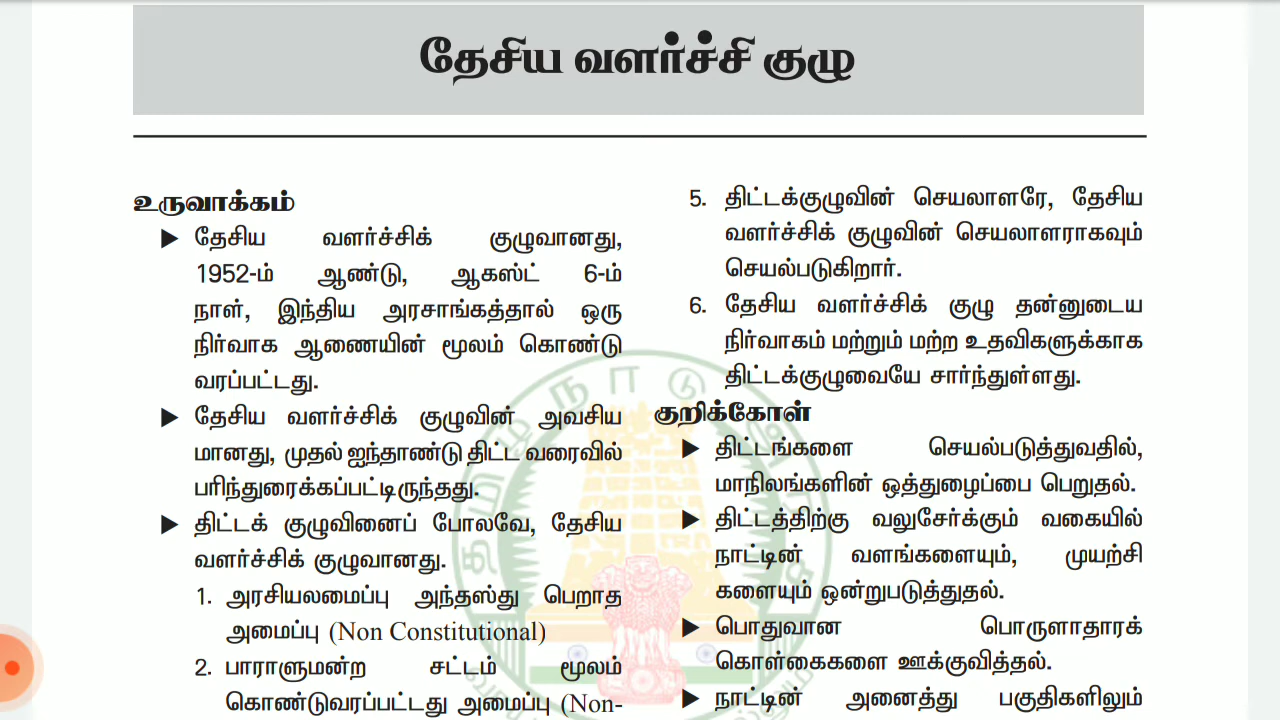 தேசிய வளர்ச்சி குழு
உருவாக்கம்
▶ தேசிய வளர்ச்சிக் குழுவானது,
1952-ம் ஆண்டு, ஆகஸ்ட் 6-ம்
நாள், இந்திய அரசாங்கத்தால் ஒரு
நிர்வாக ஆணையின் மூலம் கொண்டு
வரப்பட்டது.
▶ தேசிய வளர்ச்சிக் குழுவின் அவசிய
மானது, முதல் ஐந்தாண்டு திட்ட வரைவில்
பரிந்துரைக்கப்பட்டிருந்தது.
▶ திட்டக் குழுவினைப் போலவே, தேசிய
வளர்ச்சிக் குழுவானது.
1. அரசியலமைப்பு அந்தஸ்து பெறாத
அமைப்பு (Non Constitutional)
2. பாராளுமன்ற சட்டம் மூலம்
கொண்டுவரப்பட்டது அமைப்பு (Non-
5. திட்டக்குழுவின் செயலாளரே, தேசிய
வளர்ச்சிக் குழுவின் செயலாளராகவும்
செயல்படுகிறார்.
6. தேசிய வளர்ச்சிக் குழு தன்னுடைய
நிர்வாகம் மற்றும் மற்ற உதவிகளுக்காக
திட்டக்குழுவையே சார்ந்துள்ளது.
குறிக்கோள்
▶ திட்டங்களை செயல்படுத்துவதில்,
மாநிலங்களின் ஒத்துழைப்பை பெறுதல்.
▶ திட்டத்திற்கு வலுசேர்க்கும் வகையில்
நாட்டின் வளங்களையும், முயற்சி
களையும் ஒன்றுபடுத்துதல்.
▶ பொதுவான பொருளாதாரக்
கொள்கைகளை ஊக்குவித்தல்.
▶ நாட்டின் அனைத்து பகுதிகளிலும்